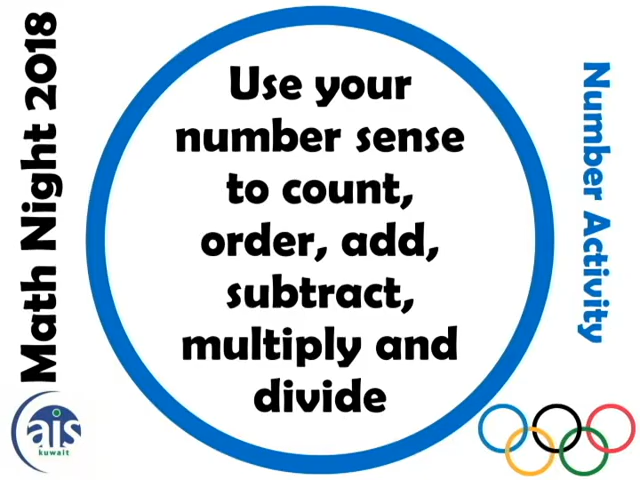 Math Night 2018
Use your
number sense
to count,
order, add,
subtract,
multiply and
divide
Number Activity
ais
kuwait